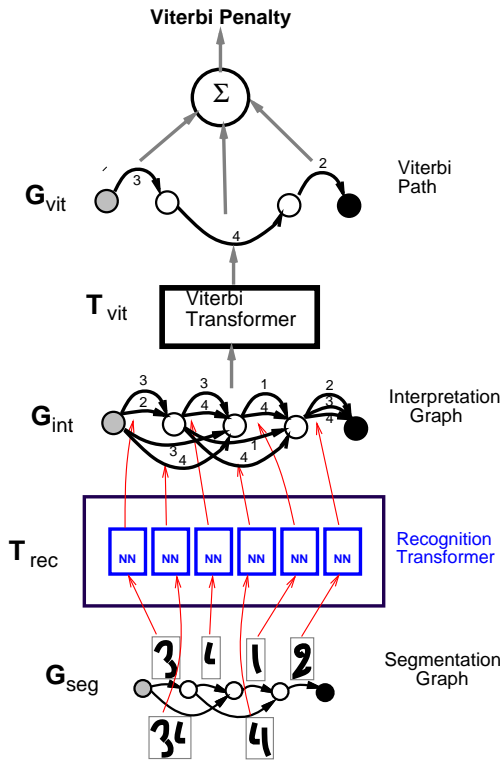 Viterbi Penalty
Σ
3
2
G vit
Viterbi
Path
4
T vit
Viterbi
Transformer
3
3
1
2
2
4
4
3
4
G int
Interpretation
Graph
3
4
1
4
T rec
NN
NN
NN
NN
NN
NN
Recognition
Transformer
3
4
1
2
G seg
Segmentation
Graph
34
4